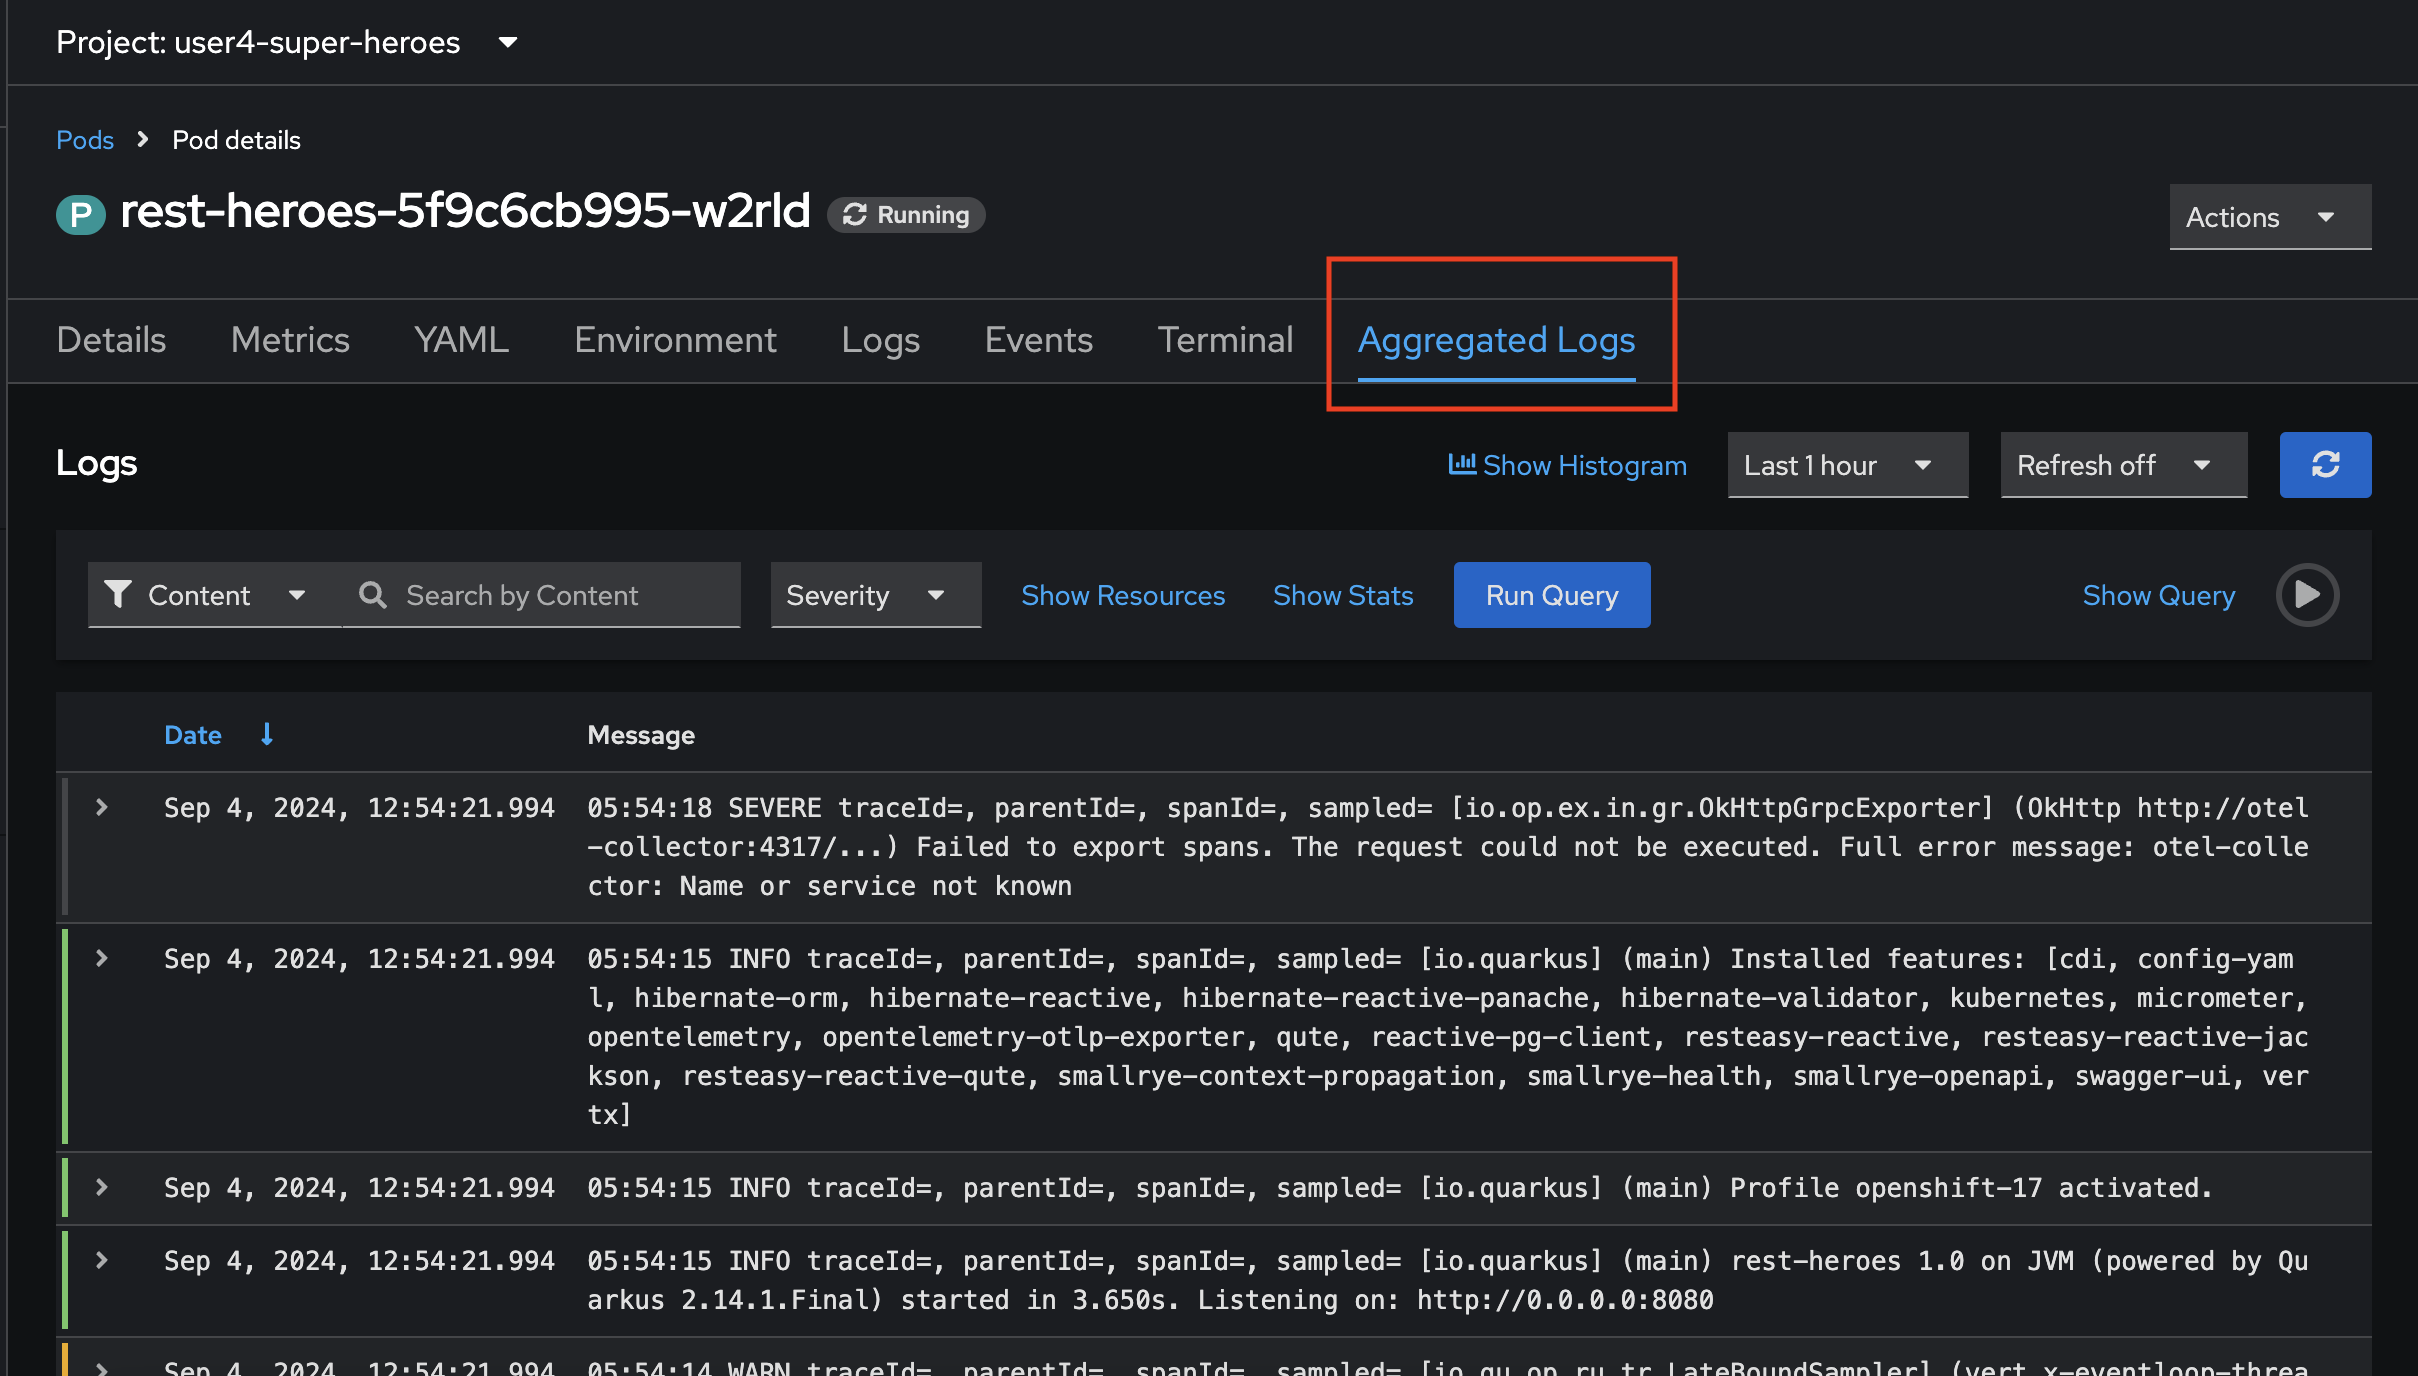 Project: user4-super-heroes
Pods > Pod details
P rest-heroes-5f9c6cb995-w2rld Running
Actions
Details Metrics YAML Environment Logs Events Terminal Aggregated Logs
Logs Show Histogram Last 1 hour Refresh off
Content Search by Content Severity Show Resources Show Stats Run Query Show Query
Date Message
Sep 4, 2024, 12:54:21.994 05:54:18 SEVERE traceId=, parentId=, spanId=, sampled= [io.op.ex.in.gr.OkHttpGrpcExporter] (OkHttp http://otel
-collector:4317/...) Failed to export spans. The request could not be executed. Full error message: otel-colle
ctor: Name or service not known
Sep 4, 2024, 12:54:21.994 05:54:15 INFO traceId=, parentId=, spanId=, sampled= [io.quarkus] (main) Installed features: [cdi, config-yam
l, hibernate-orm, hibernate-reactive, hibernate-reactive-panache, hibernate-validator, kubernetes, micrometer,
opentelemetry, opentelemetry-otlp-exporter, qute, reactive-pg-client, resteasy-reactive, resteasy-reactive-jac
kson, resteasy-reactive-qute, smallrye-context-propagation, smallrye-health, smallrye-openapi, swagger-ui, ver
tx]
Sep 4, 2024, 12:54:21.994 05:54:15 INFO traceId=, parentId=, spanId=, sampled= [io.quarkus] (main) Profile openshift-17 activated.
Sep 4, 2024, 12:54:21.994 05:54:15 INFO traceId=, parentId=, spanId=, sampled= [io.quarkus] (main) rest-heroes 1.0 on JVM (powered by Qu
arkus 2.14.1.Final) started in 3.650s. Listening on: http://0.0.0.0:8080
Sep 4, 2024, 12:54:21.994 05:54:14 WARN traceId=, parentId=, spanId=, sampled= [io.qu.op.ru.tr.LateBoundSampler] (vert.x-eventloop-threa